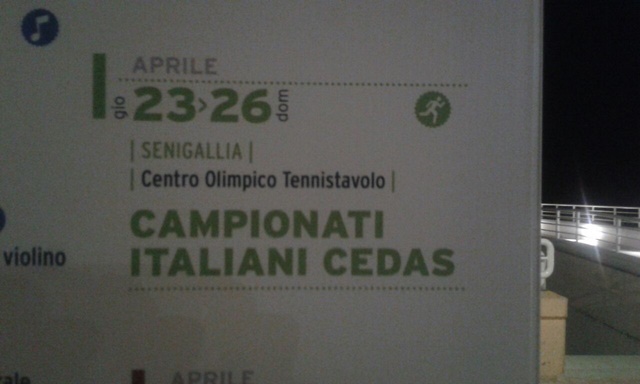 APRILE
gio 23>26 dom
| SENIGALLIA |
| Centro Olimpico Tennistavolo |
CAMPIONATI
ITALIANI CEDAS
violino
APRILE